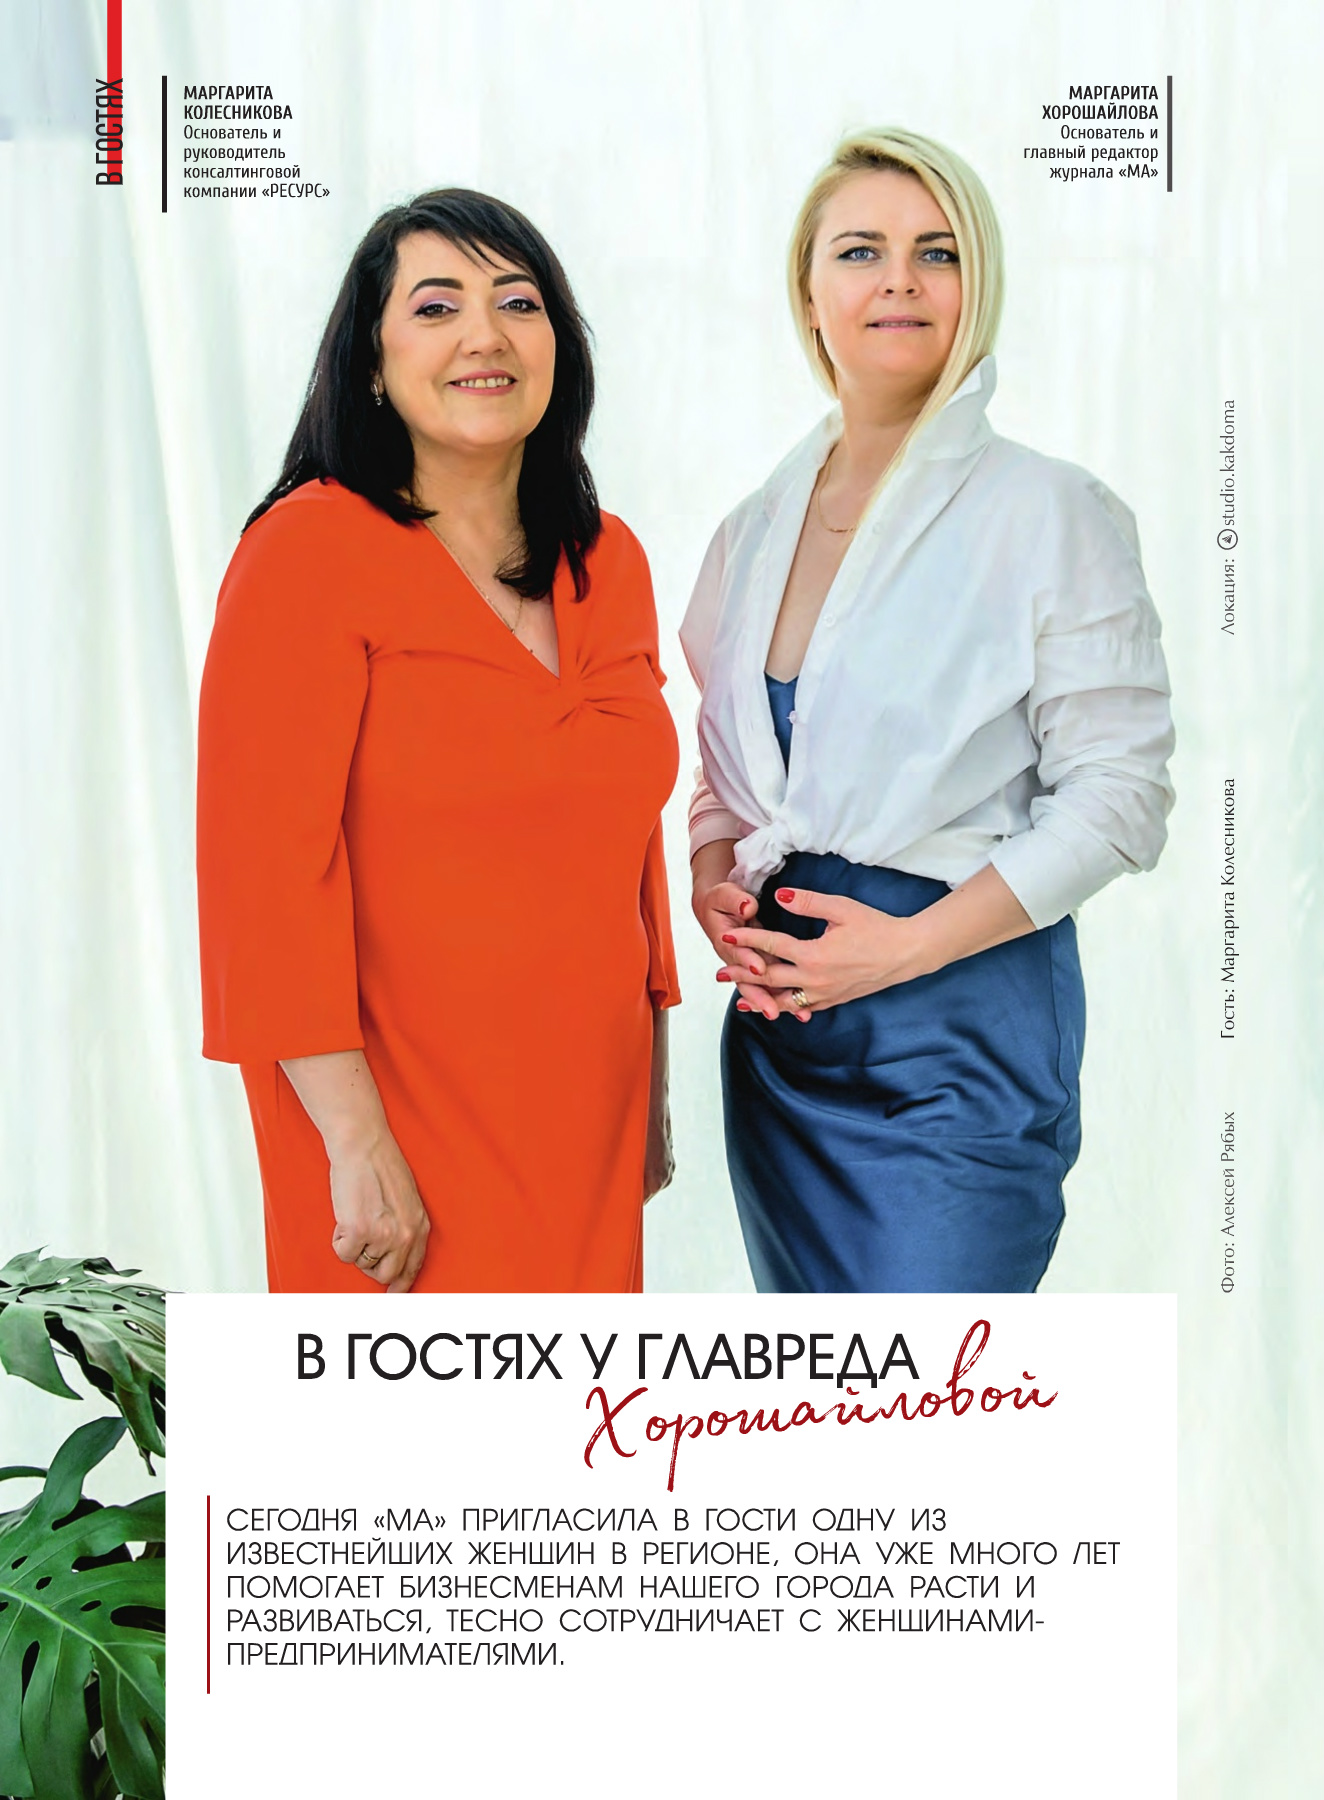 В ГОСТЯХ
МАРГАРИТА
КОЛЕСНИКОВА
Основатель и
руководитель
консалтинговой
компании «РЕСУРС»
МАРГАРИТА
ХОРОШАЙЛОВА
Основатель и
главный редактор
журнала «МА»
Локация: studio.kakdoma
Гость: Маргарита Колесникова
Фото: Алексей Рябых
В ГОСТЯХ У ГЛАВРЕДА
Хорошайловой
СЕГОДНЯ «МА» ПРИГЛАСИЛА В ГОСТИ ОДНУ ИЗ
ИЗВЕСТНЕЙШИХ ЖЕНЩИН В РЕГИОНЕ, ОНА УЖЕ МНОГО ЛЕТ
ПОМОГАЕТ БИЗНЕСМЕНАМ НАШЕГО ГОРОДА РАСТИ И
РАЗВИВАТЬСЯ, ТЕСНО СОТРУДНИЧАЕТ С ЖЕНЩИНАМИ-
ПРЕДПРИНИМАТЕЛЯМИ.